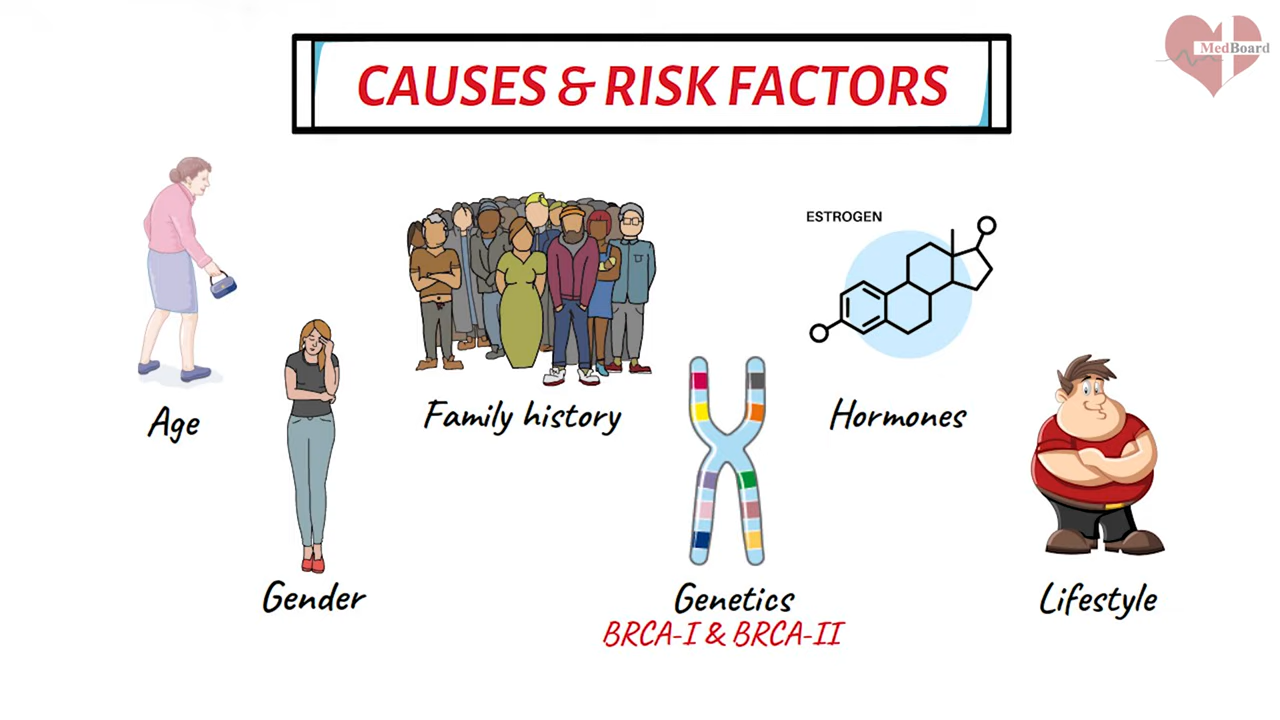 MedBoard
CAUSES & RISK FACTORS
ESTROGEN
Age
Family history
Hormones
Gender
Genetics
BRCA-I & BRCA-II
Lifestyle